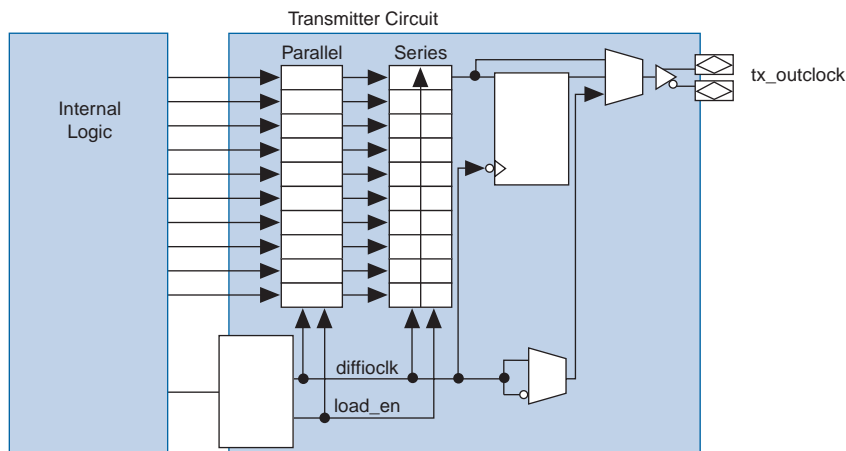 Transmitter Circuit
Parallel
Series
tx_outclock
Internal
Logic
diffioclk
load_en